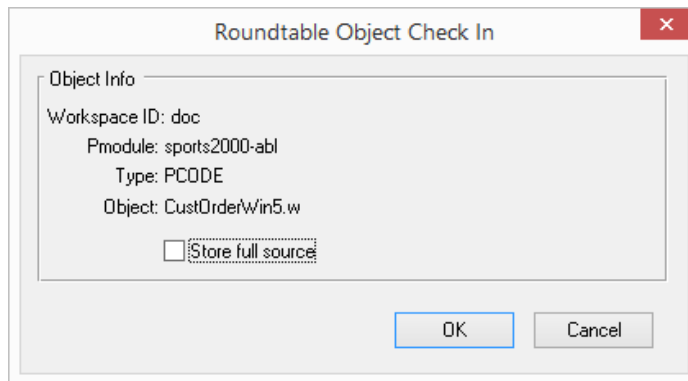 Roundtable Object Check In
Object Info
Workspace ID: doc
Pmodule: sports2000-abl
Type: PCODE
Object: CustOrderWin5.w
Store full source
OK
Cancel